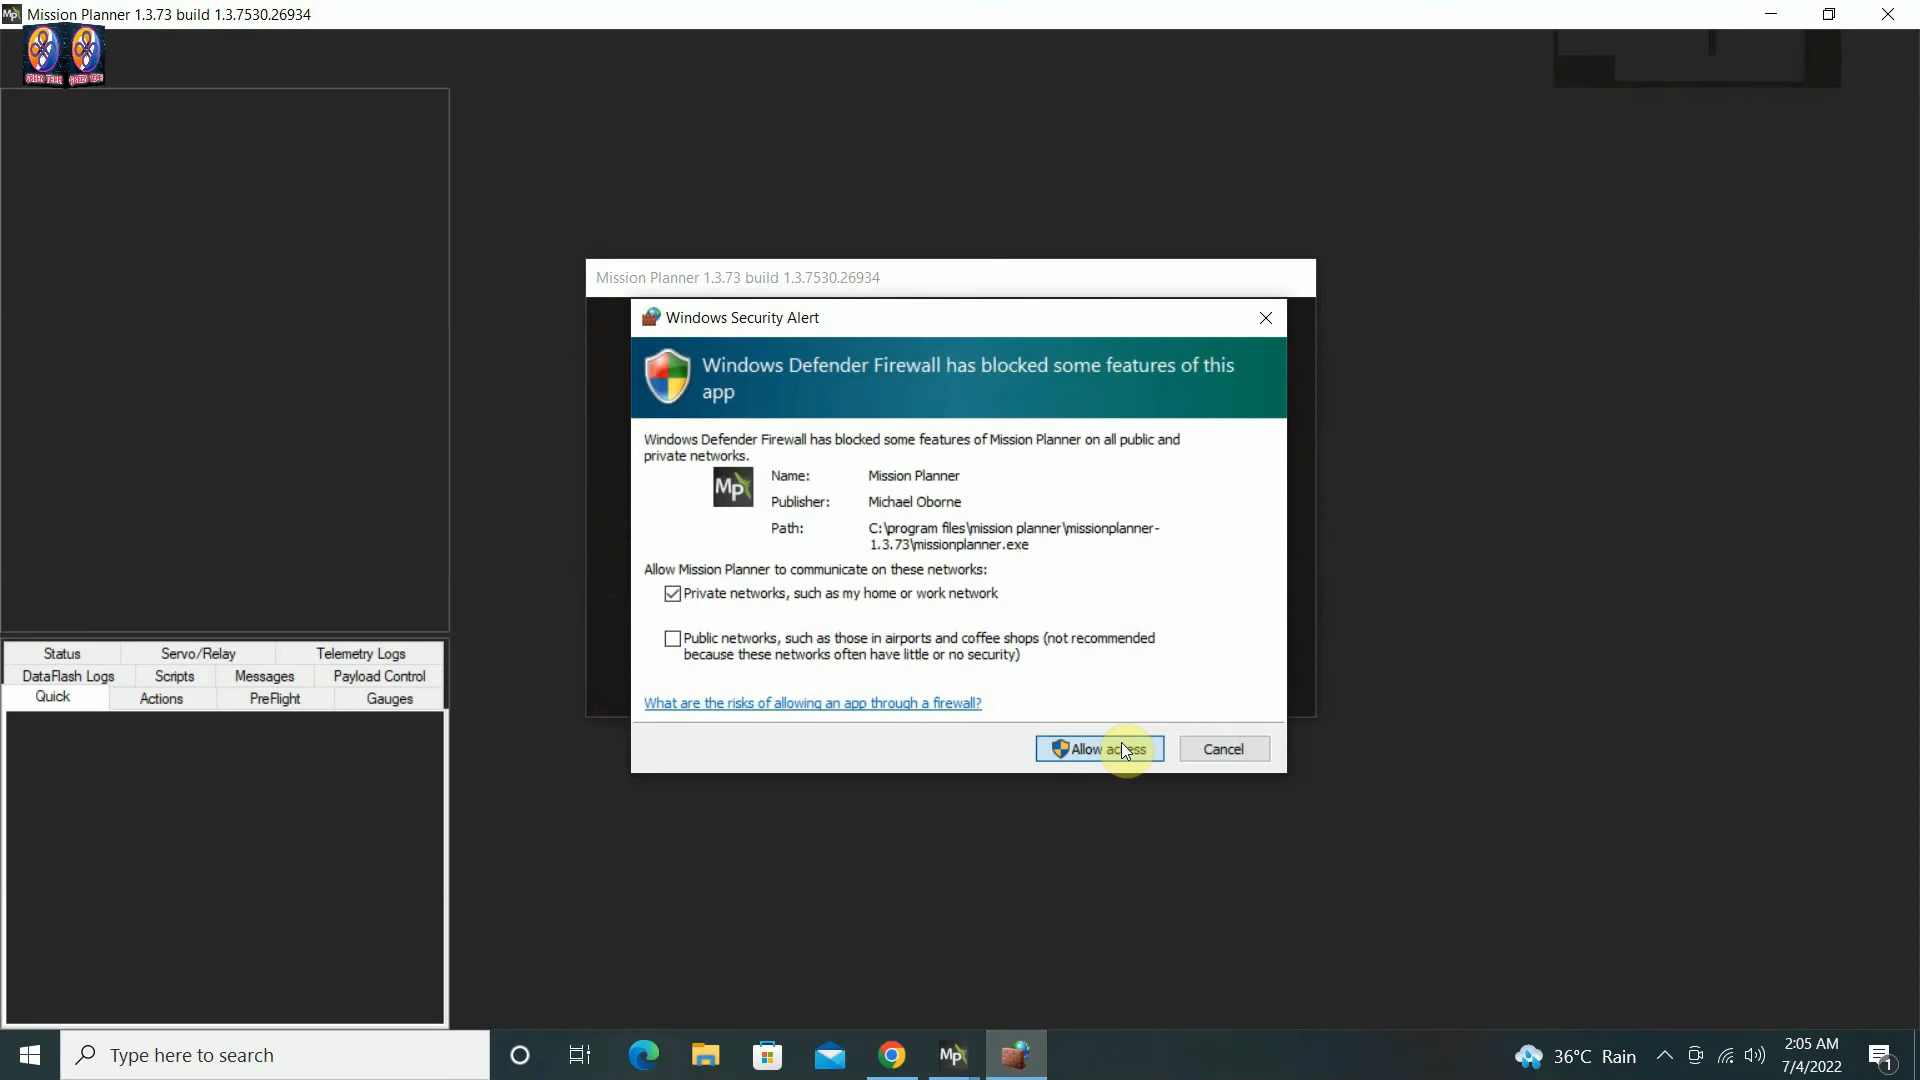 Mission Planner 1.3.73 build 1.3.7530.26934
GREEN TECH GREEN TECH
Mission Planner 1.3.73 build 1.3.7530.26934
Windows Security Alert
Windows Defender Firewall has blocked some features of this
app
Windows Defender Firewall has blocked some features of Mission Planner on all public and
private networks.
Mp
Name: Mission Planner
Publisher: Michael Oborne
Path: C:\program files\mission planner\missionplanner-
1.3.73\missionplanner.exe
Allow Mission Planner to communicate on these networks:
Private networks, such as my home or work network
Public networks, such as those in airports and coffee shops (not recommended
because these networks often have little or no security)
What are the risks of allowing an app through a firewall?
Allow access Cancel
Status Servo/Relay Telemetry Logs
DataFlash Logs Scripts Messages Payload Control
Quick Actions PreFlight Gauges
Type here to search
Mp
36°C Rain
2:05 AM
7/4/2022
1